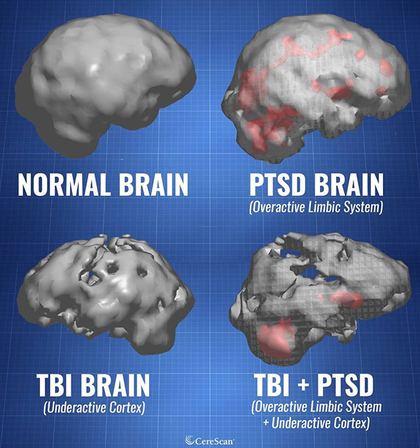 NORMAL BRAIN
PTSD BRAIN
(Overactive Limbic System)
TBI BRAIN
(Underactive Cortex)
TBI + PTSD
(Overactive Limbic System
+ Underactive Cortex)
CereScan